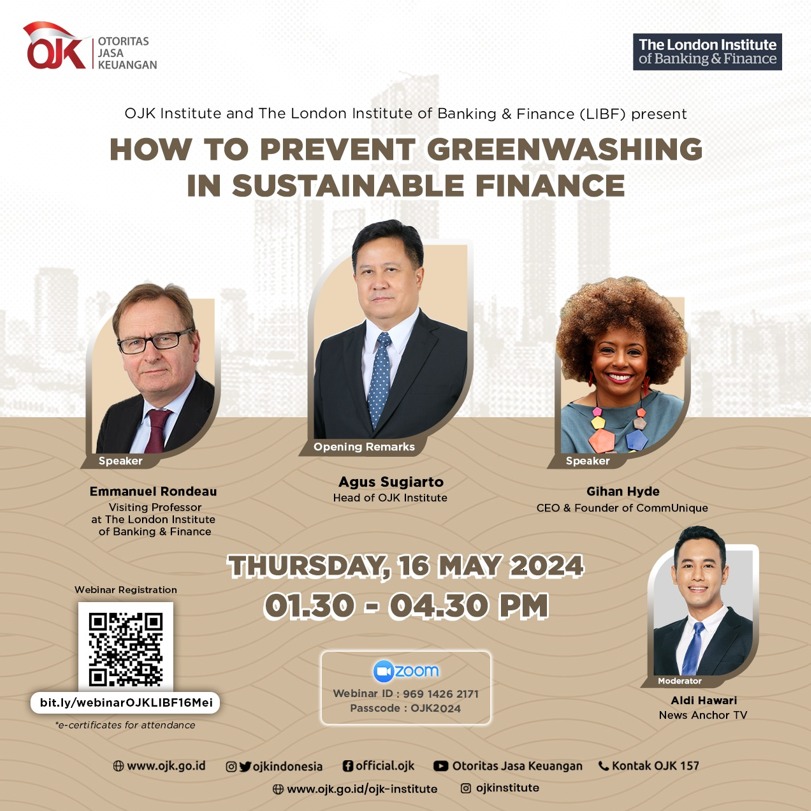 OJK
OTORITAS
JASA
KEUANGAN
The London Institute
of Banking & Finance
OJK Institute and The London Institute of Banking & Finance (LIBF) present
HOW TO PREVENT GREENWASHING
IN SUSTAINABLE FINANCE
Speaker
Opening Remarks
Speaker
Emmanuel Rondeau
Visiting Professor
at The London Institute
of Banking & Finance
Agus Sugiarto
Head of OJK Institute
Gihan Hyde
CEO & Founder of CommUnique
THURSDAY, 16 MAY 2024
01.30 - 04.30 PM
Webinar Registration
bit.ly/webinarOJKLIBF16Mei
*e-certificates for attendance
zoom
Webinar ID : 969 1426 2171
Passcode : OJK2024
Moderator
Aldi Hawari
News Anchor TV
www.ojk.go.id ojkindonesia official.ojk Otoritas Jasa Keuangan Kontak OJK 157
www.ojk.go.id/ojk-institute ojkinstitute